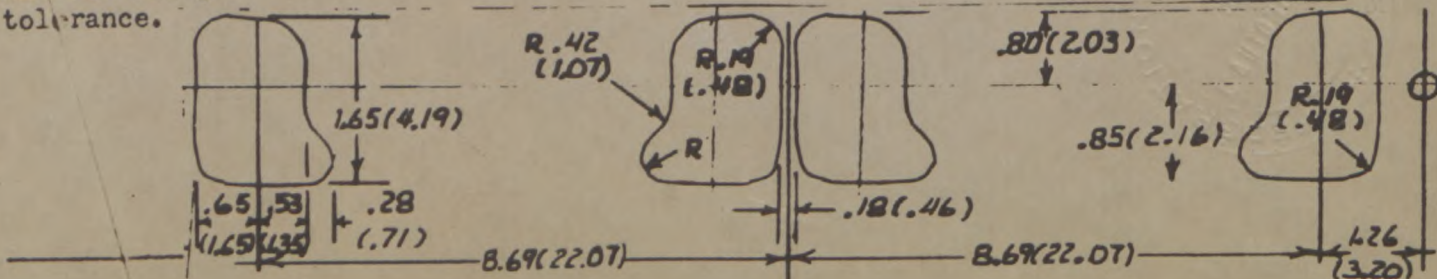 tolerance.
R.42
(1.07)
R.19
(.48)
.80(2.03)
1.65(4.19)
R
.85(2.16)
R.19
(.48)
.65 .53 .28
(1.65) (1.35) (.71)
.18(.46)
8.69(22.07)
8.69(22.07)
1.26
(3.20)